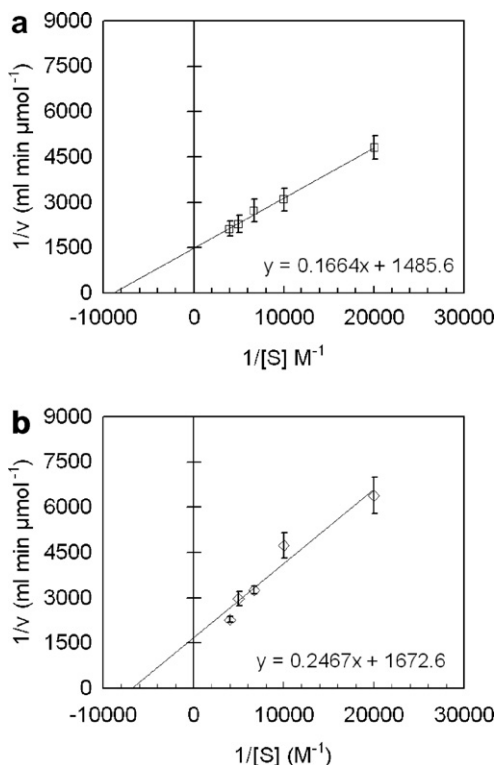 a
9000
7500
6000
4500
3000
1500
0
1/v (ml min µmol⁻¹)
y = 0.1664x + 1485.6
-10000 0 10000 20000 30000
1/[S] M⁻¹
b
9000
7500
6000
4500
3000
1500
0
1/v (ml min µmol⁻¹)
y = 0.2467x + 1672.6
-10000 0 10000 20000 30000
1/[S] (M⁻¹)